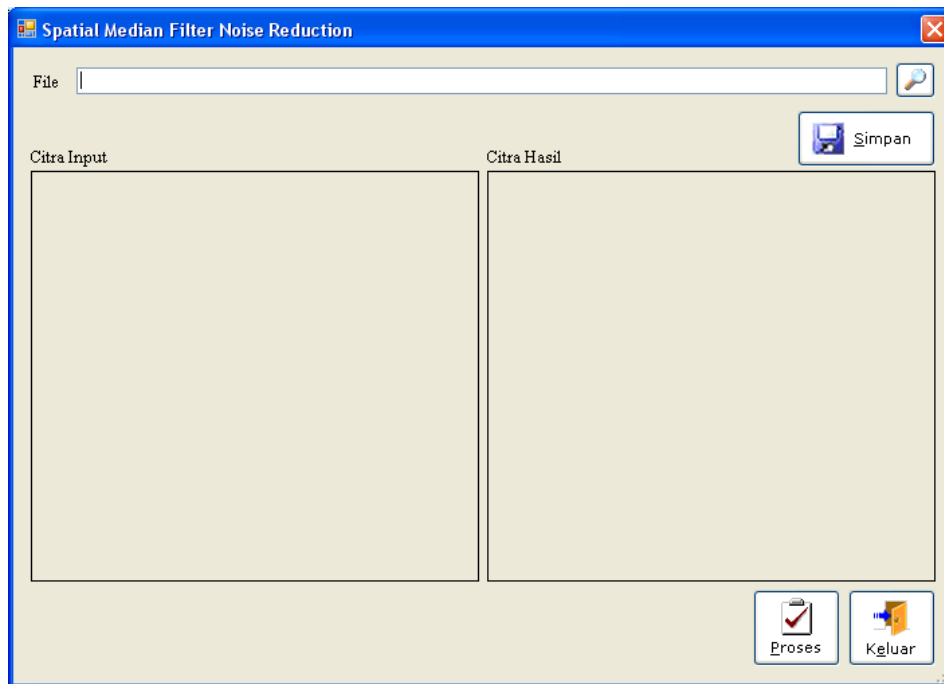 Spatial Median Filter Noise Reduction
File
Simpan
Citra Input
Citra Hasil
Proses
Keluar